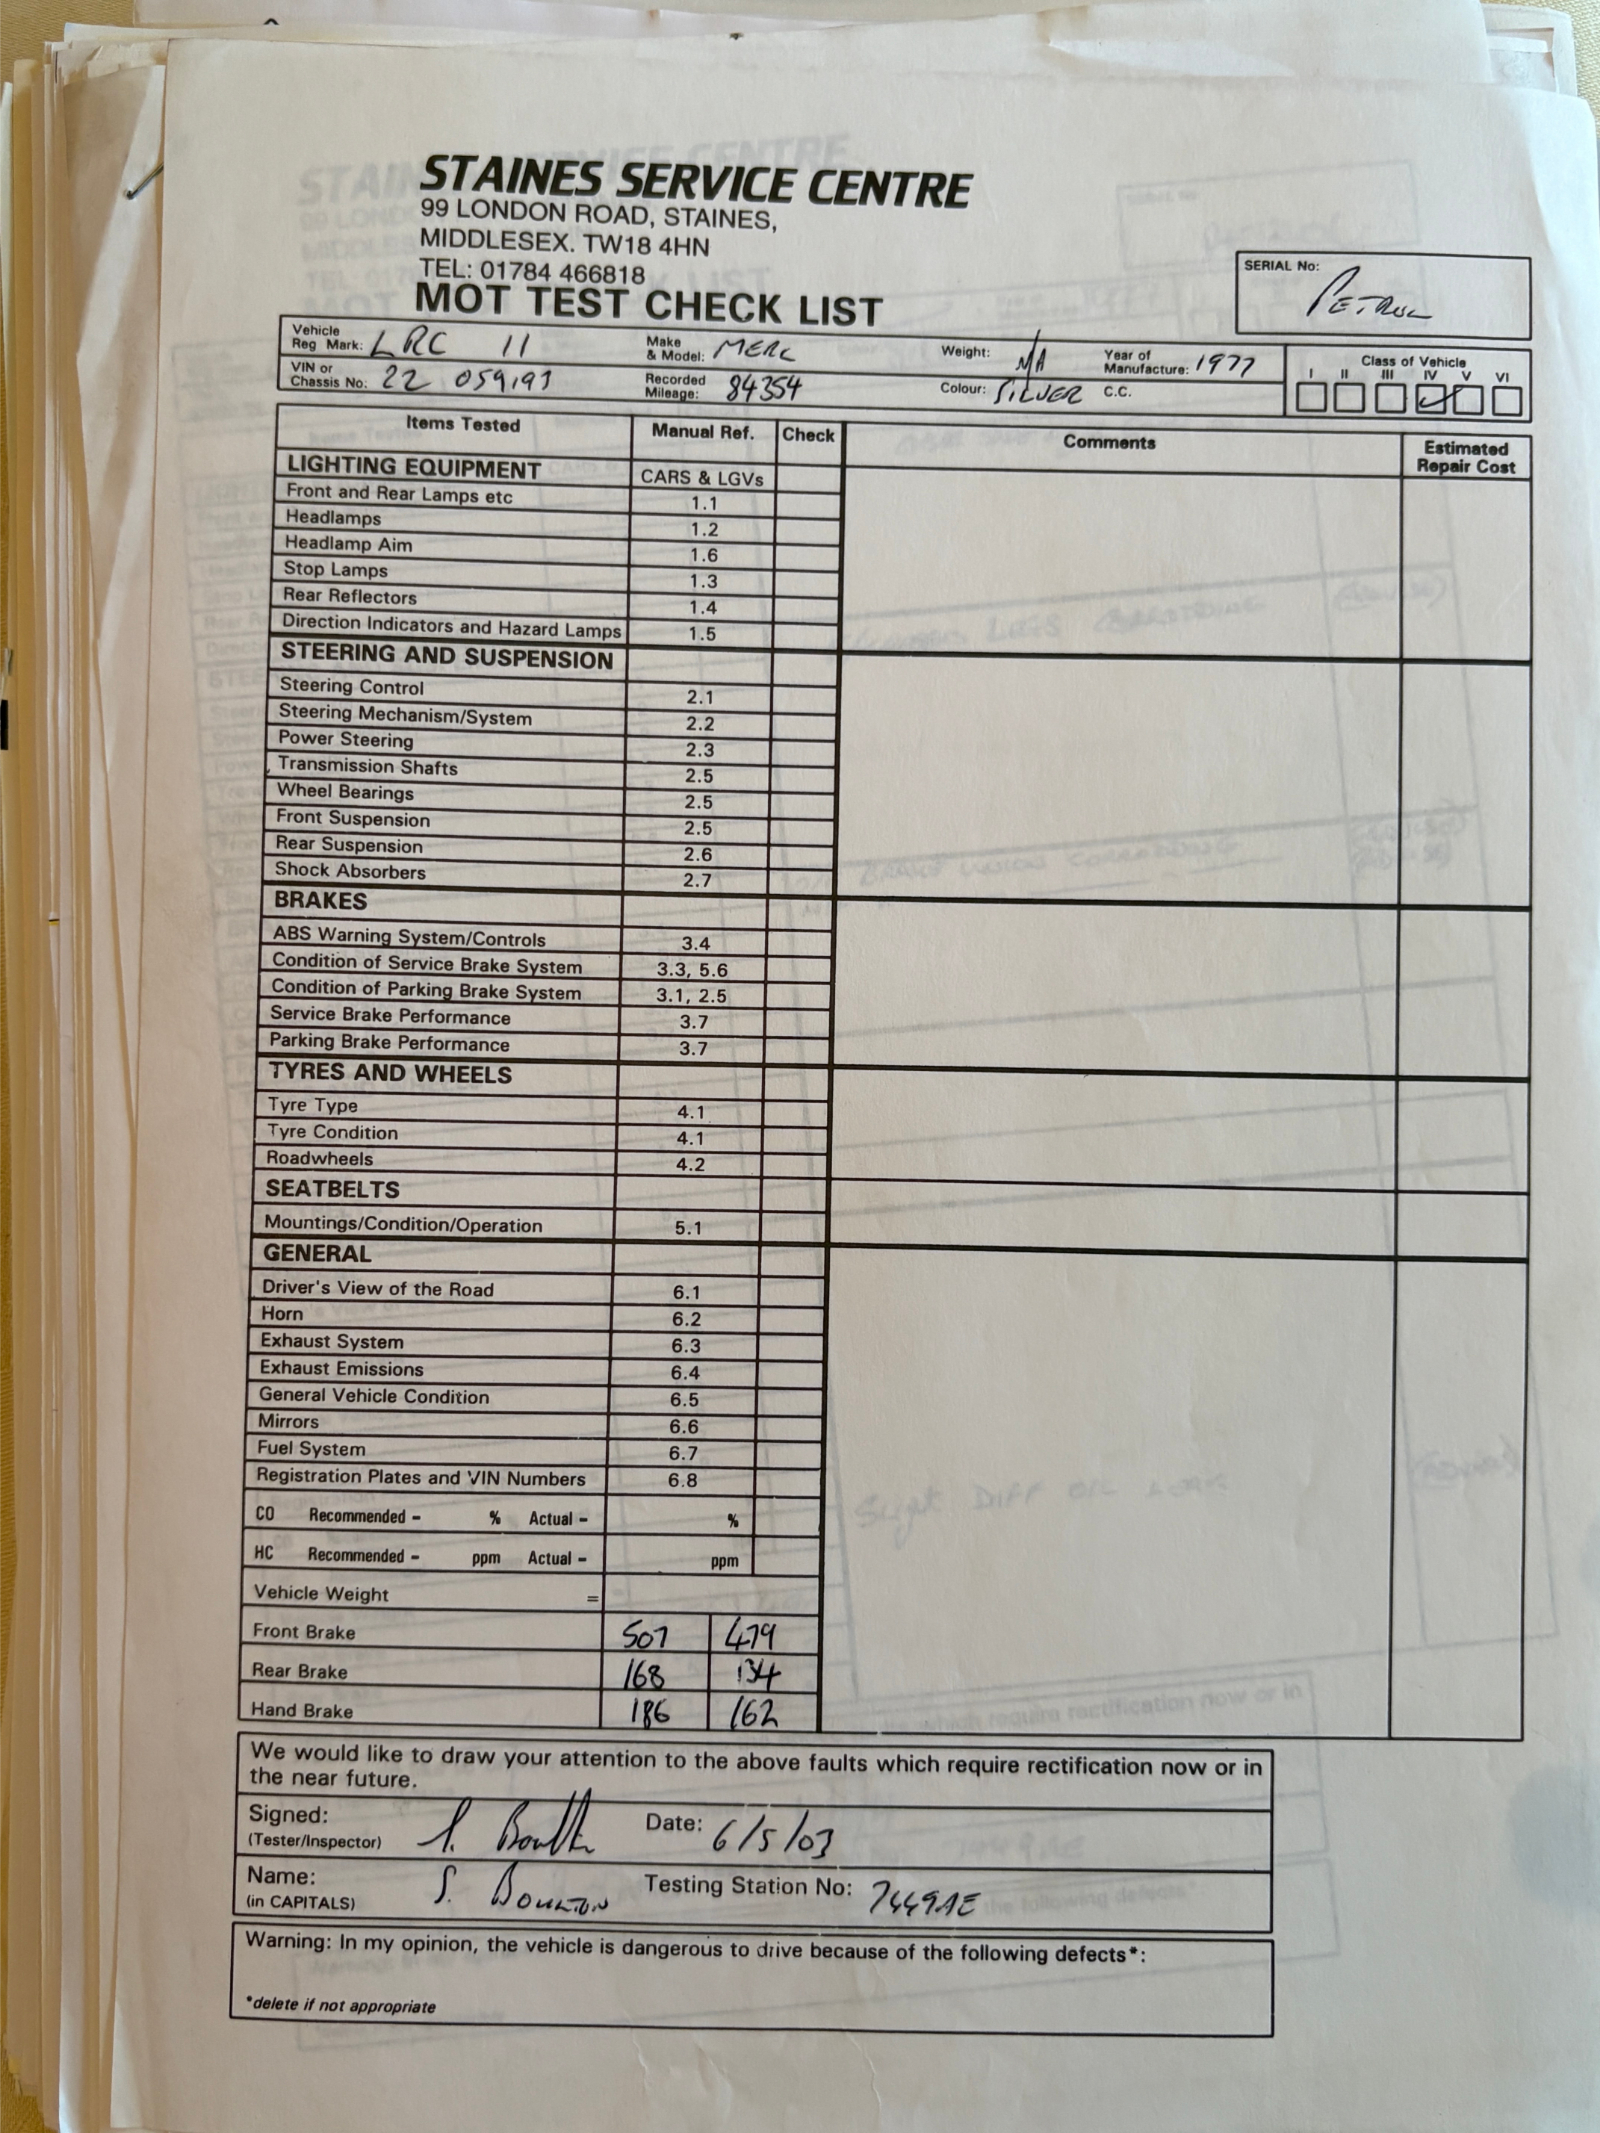 STAINES SERVICE CENTRE
99 LONDON ROAD, STAINES,
MIDDLESEX. TW18 4HN
TEL: 01784 466818
MOT TEST CHECK LIST
SERIAL No: PETROL
Vehicle Reg Mark: LRC 11 Make & Model: MERC Weight: N/A Year of Manufacture: 1977 Class of Vehicle
I II III IV V VI
VIN or Chassis No: 22 059,193 Recorded Mileage: 84354 Colour: SILVER C.C.
Items Tested Manual Ref. Check Comments Estimated Repair Cost
LIGHTING EQUIPMENT CARS & LGVs
Front and Rear Lamps etc 1.1
Headlamps 1.2
Headlamp Aim 1.6
Stop Lamps 1.3
Rear Reflectors 1.4
Direction Indicators and Hazard Lamps 1.5
STEERING AND SUSPENSION
Steering Control 2.1
Steering Mechanism/System 2.2
Power Steering 2.3
Transmission Shafts 2.5
Wheel Bearings 2.5
Front Suspension 2.5
Rear Suspension 2.6
Shock Absorbers 2.7
BRAKES
ABS Warning System/Controls 3.4
Condition of Service Brake System 3.3, 5.6
Condition of Parking Brake System 3.1, 2.5
Service Brake Performance 3.7
Parking Brake Performance 3.7
TYRES AND WHEELS
Tyre Type 4.1
Tyre Condition 4.1
Roadwheels 4.2
SEATBELTS
Mountings/Condition/Operation 5.1
GENERAL
Driver's View of the Road 6.1
Horn 6.2
Exhaust System 6.3
Exhaust Emissions 6.4
General Vehicle Condition 6.5
Mirrors 6.6
Fuel System 6.7
Registration Plates and VIN Numbers 6.8
CO Recommended – % Actual – %
HC Recommended – ppm Actual – ppm
Vehicle Weight =
Front Brake 507 479
Rear Brake 168 134
Hand Brake 186 162
We would like to draw your attention to the above faults which require rectification now or in
the near future.
Signed: S. Boulton Date: 6/5/03
(Tester/Inspector)
Name: S. BOULTON Testing Station No: 7449AE
(in CAPITALS)
Warning: In my opinion, the vehicle is dangerous to drive because of the following defects*:
*delete if not appropriate